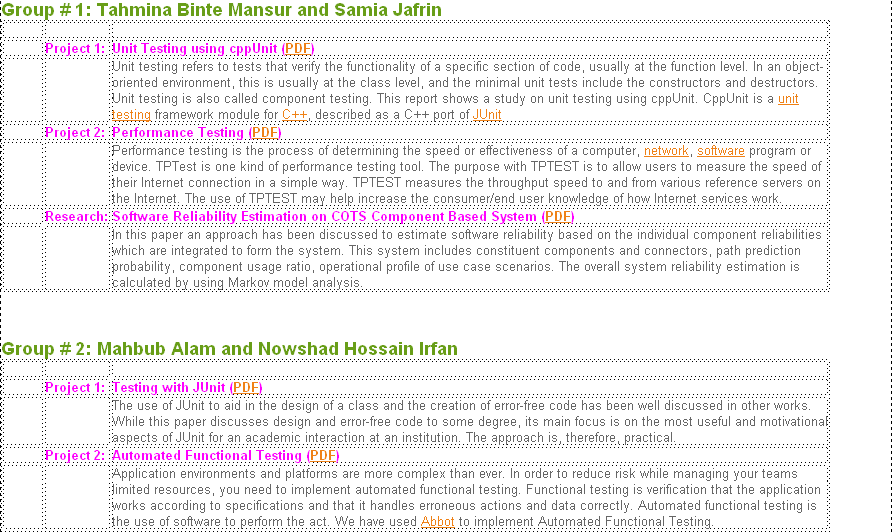 Group # 1: Tahmina Binte Mansur and Samia Jafrin
Project 1: Unit Testing using cppUnit (PDF)
Unit testing refers to tests that verify the functionality of a specific section of code, usually at the function level. In an object-
oriented environment, this is usually at the class level, and the minimal unit tests include the constructors and destructors.
Unit testing is also called component testing. This report shows a study on unit testing using cppUnit. CppUnit is a unit
testing framework module for C++, described as a C++ port of JUnit
Project 2: Performance Testing (PDF)
Performance testing is the process of determining the speed or effectiveness of a computer, network, software program or
device. TPTest is one kind of performance testing tool. The purpose with TPTEST is to allow users to measure the speed of
their Internet connection in a simple way. TPTEST measures the throughput speed to and from various reference servers on
the Internet. The use of TPTEST may help increase the consumer/end user knowledge of how Internet services work.
Research: Software Reliability Estimation on COTS Component Based System (PDF)
In this paper an approach has been discussed to estimate software reliability based on the individual component reliabilities
which are integrated to form the system. This system includes constituent components and connectors, path prediction
probability, component usage ratio, operational profile of use case scenarios. The overall system reliability estimation is
calculated by using Markov model analysis.
Group # 2: Mahbub Alam and Nowshad Hossain Irfan
Project 1: Testing with JUnit (PDF)
The use of JUnit to aid in the design of a class and the creation of error-free code has been well discussed in other works.
While this paper discusses design and error-free code to some degree, its main focus is on the most useful and motivational
aspects of JUnit for an academic interaction at an institution. The approach is, therefore, practical.
Project 2: Automated Functional Testing (PDF)
Application environments and platforms are more complex than ever. In order to reduce risk while managing your teams
limited resources, you need to implement automated functional testing. Functional testing is verification that the application
works according to specifications and that it handles erroneous actions and data correctly. Automated functional testing is
the use of software to perform the act. We have used Abbot to implement Automated Functional Testing.